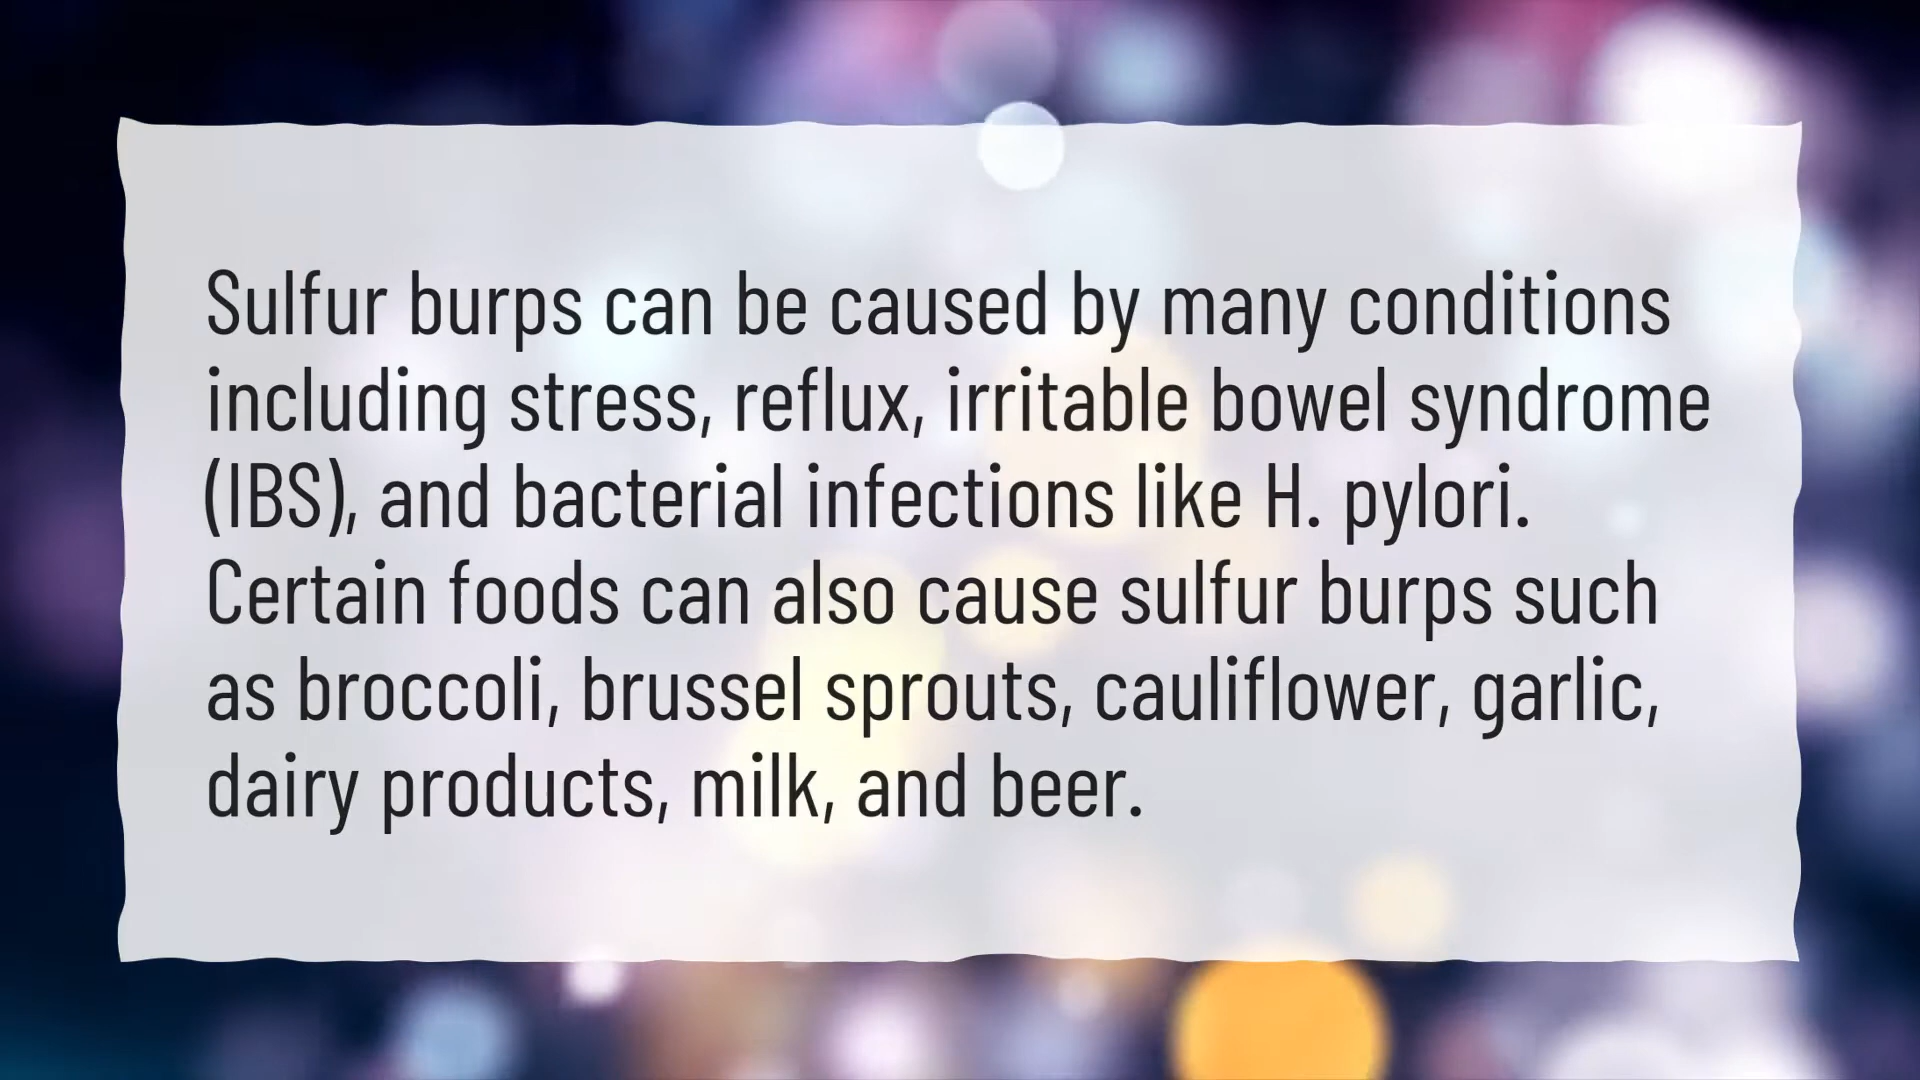 Sulfur burps can be caused by many conditions
including stress, reflux, irritable bowel syndrome
(IBS), and bacterial infections like H. pylori.
Certain foods can also cause sulfur burps such
as broccoli, brussel sprouts, cauliflower, garlic,
dairy products, milk, and beer.